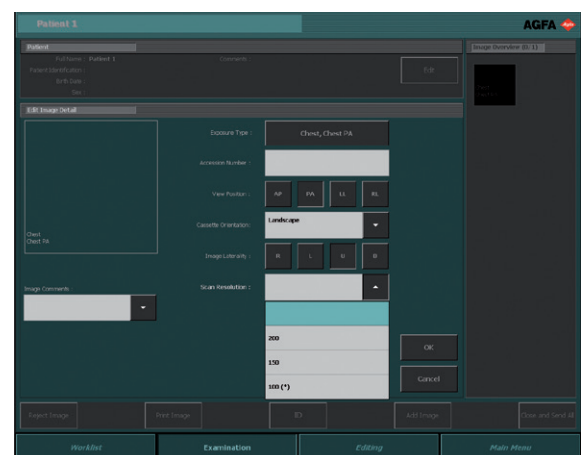 Patient 1
AGFA
Patient
Image Overview (0/1)
Full Name : Patient 1
Comments
Patient Identification :
Birth Date :
Sex :
Edit
Edit Image Detail
Exposure Type :
Chest, Chest PA
Accession Number :
View Position :
AP
PA
LL
RL
Chest
Chest PA
Cassette Orientation:
Landscape
Image Laterality :
R
L
U
B
Image Comments :
Scan Resolution :
200
150
100 (*)
OK
Cancel
Reject Image
Print Image
ID
Add Image
Close and Send All
Worklist
Examination
Editing
Main Menu